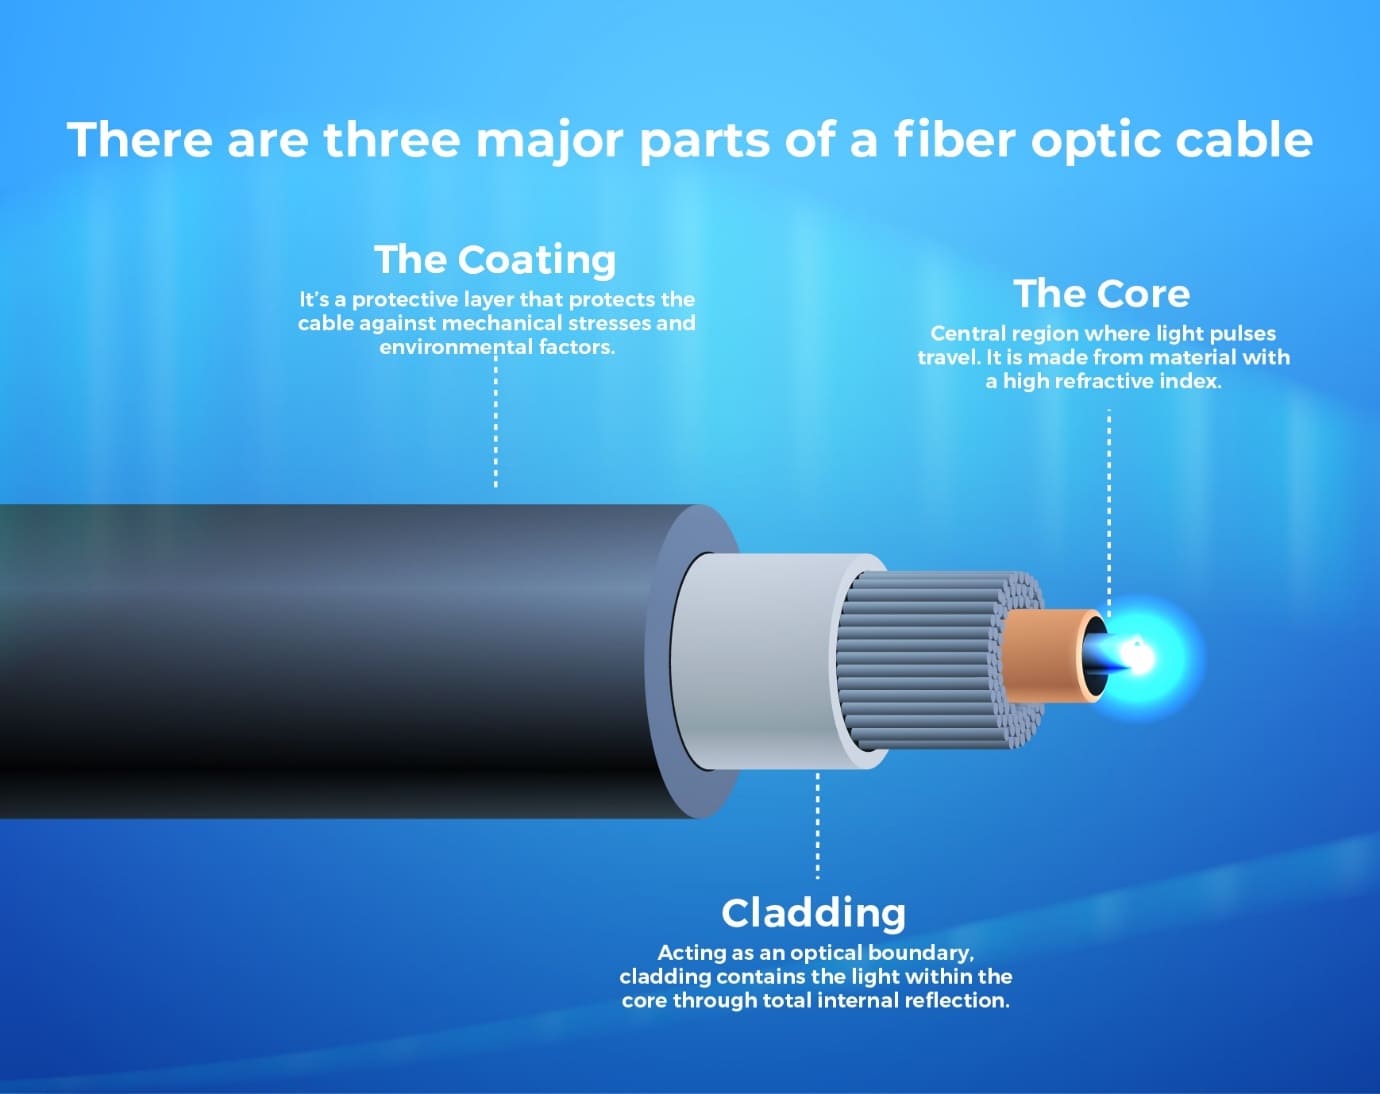 There are three major parts of a fiber optic cable
The Coating
It's a protective layer that protects the
cable against mechanical stresses and
environmental factors.
The Core
Central region where light pulses
travel. It is made from material with
a high refractive index.
Cladding
Acting as an optical boundary,
cladding contains the light within the
core through total internal reflection.